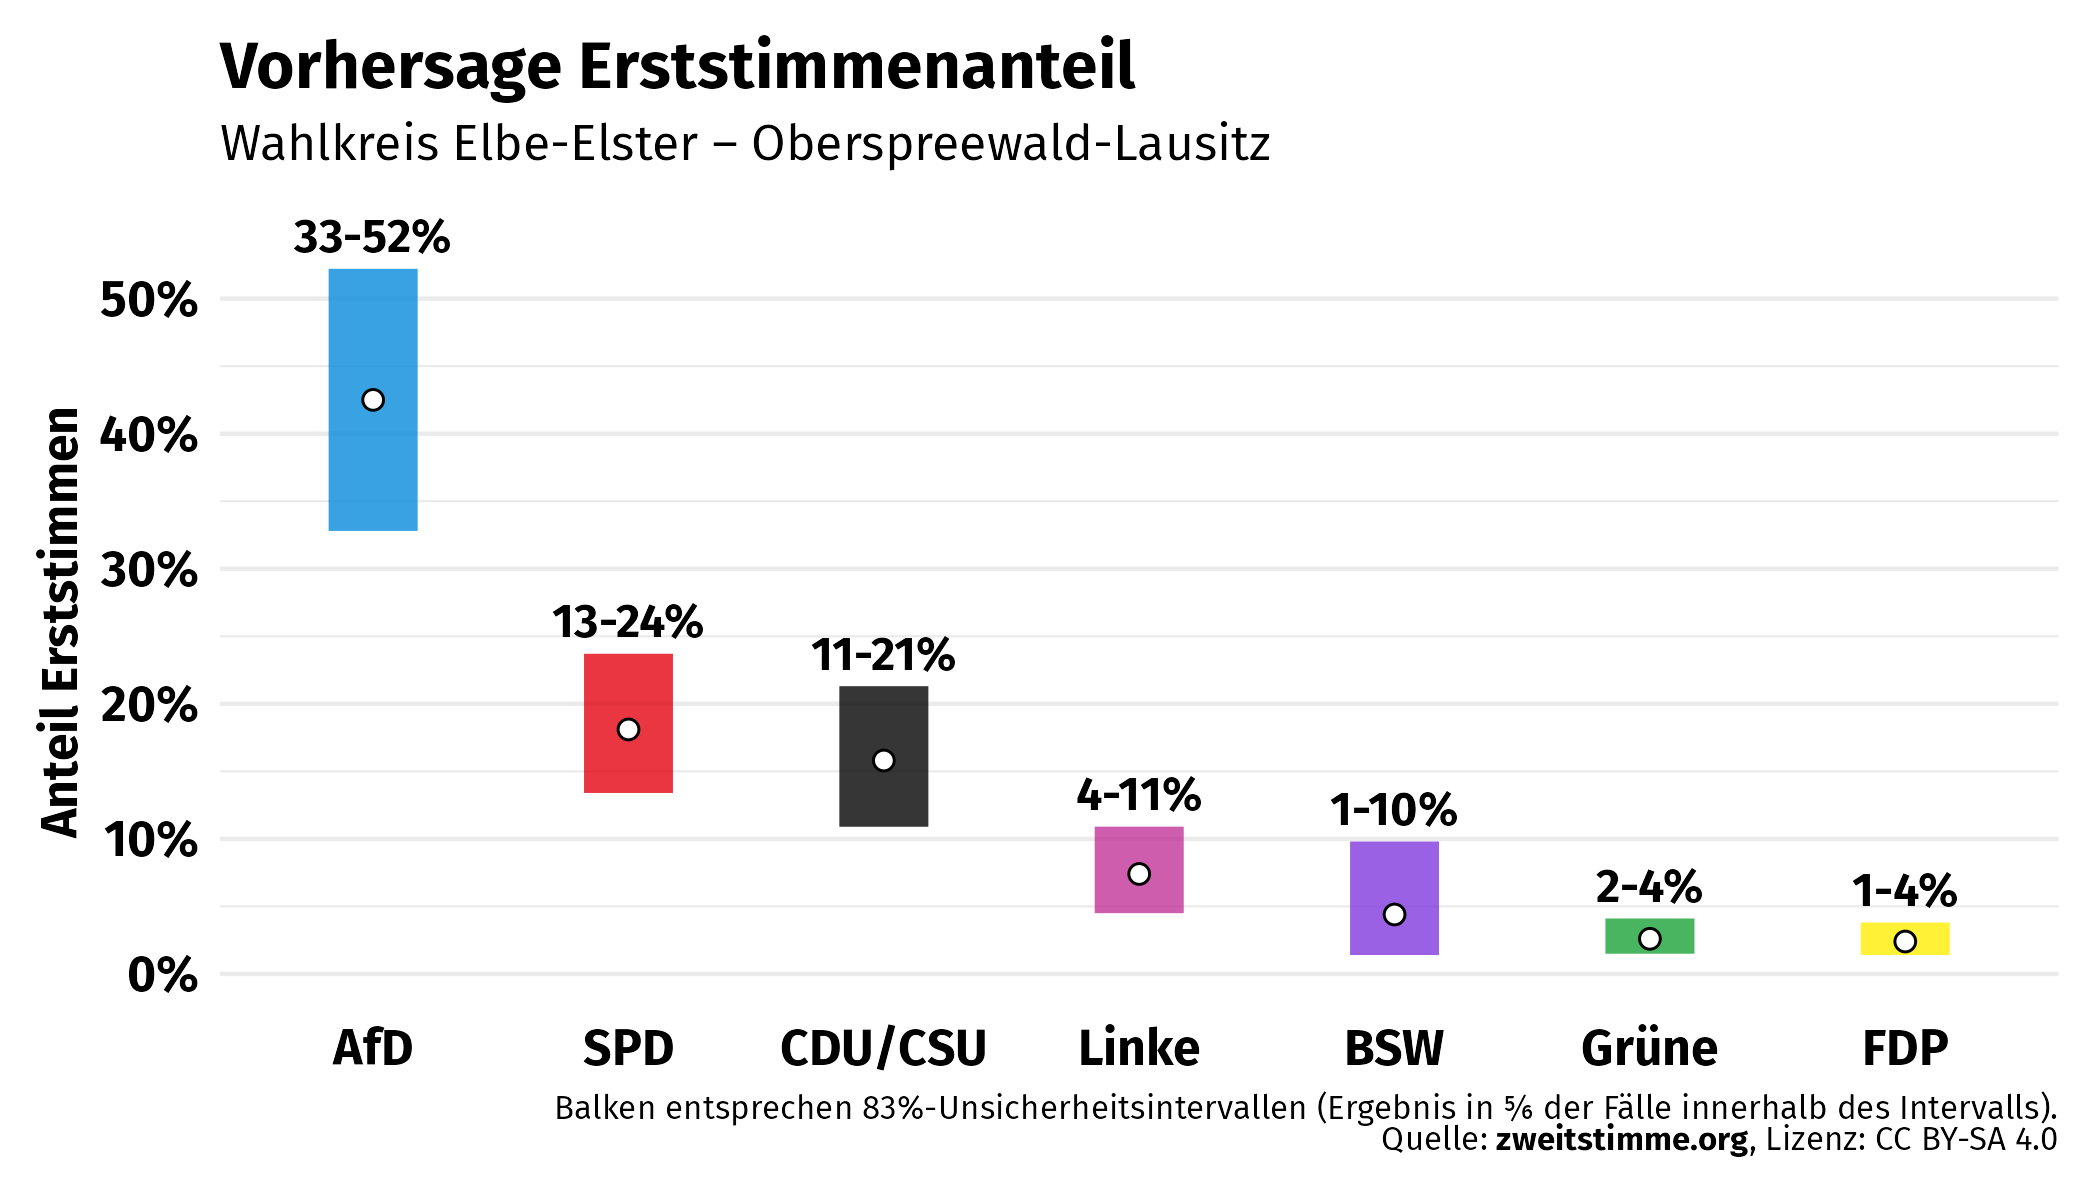 Vorhersage Erststimmenanteil
Wahlkreis Elbe-Elster – Oberspreewald-Lausitz
33-52%
50%
40%
30%
13-24%
11-21%
20%
4-11%
1-10%
10%
2-4%
1-4%
0%
Anteil Erststimmen
AfD
SPD
CDU/CSU
Linke
BSW
Grüne
FDP
Balken entsprechen 83%-Unsicherheitsintervallen (Ergebnis in ⅚ der Fälle innerhalb des Intervalls).
Quelle: zweitstimme.org, Lizenz: CC BY-SA 4.0